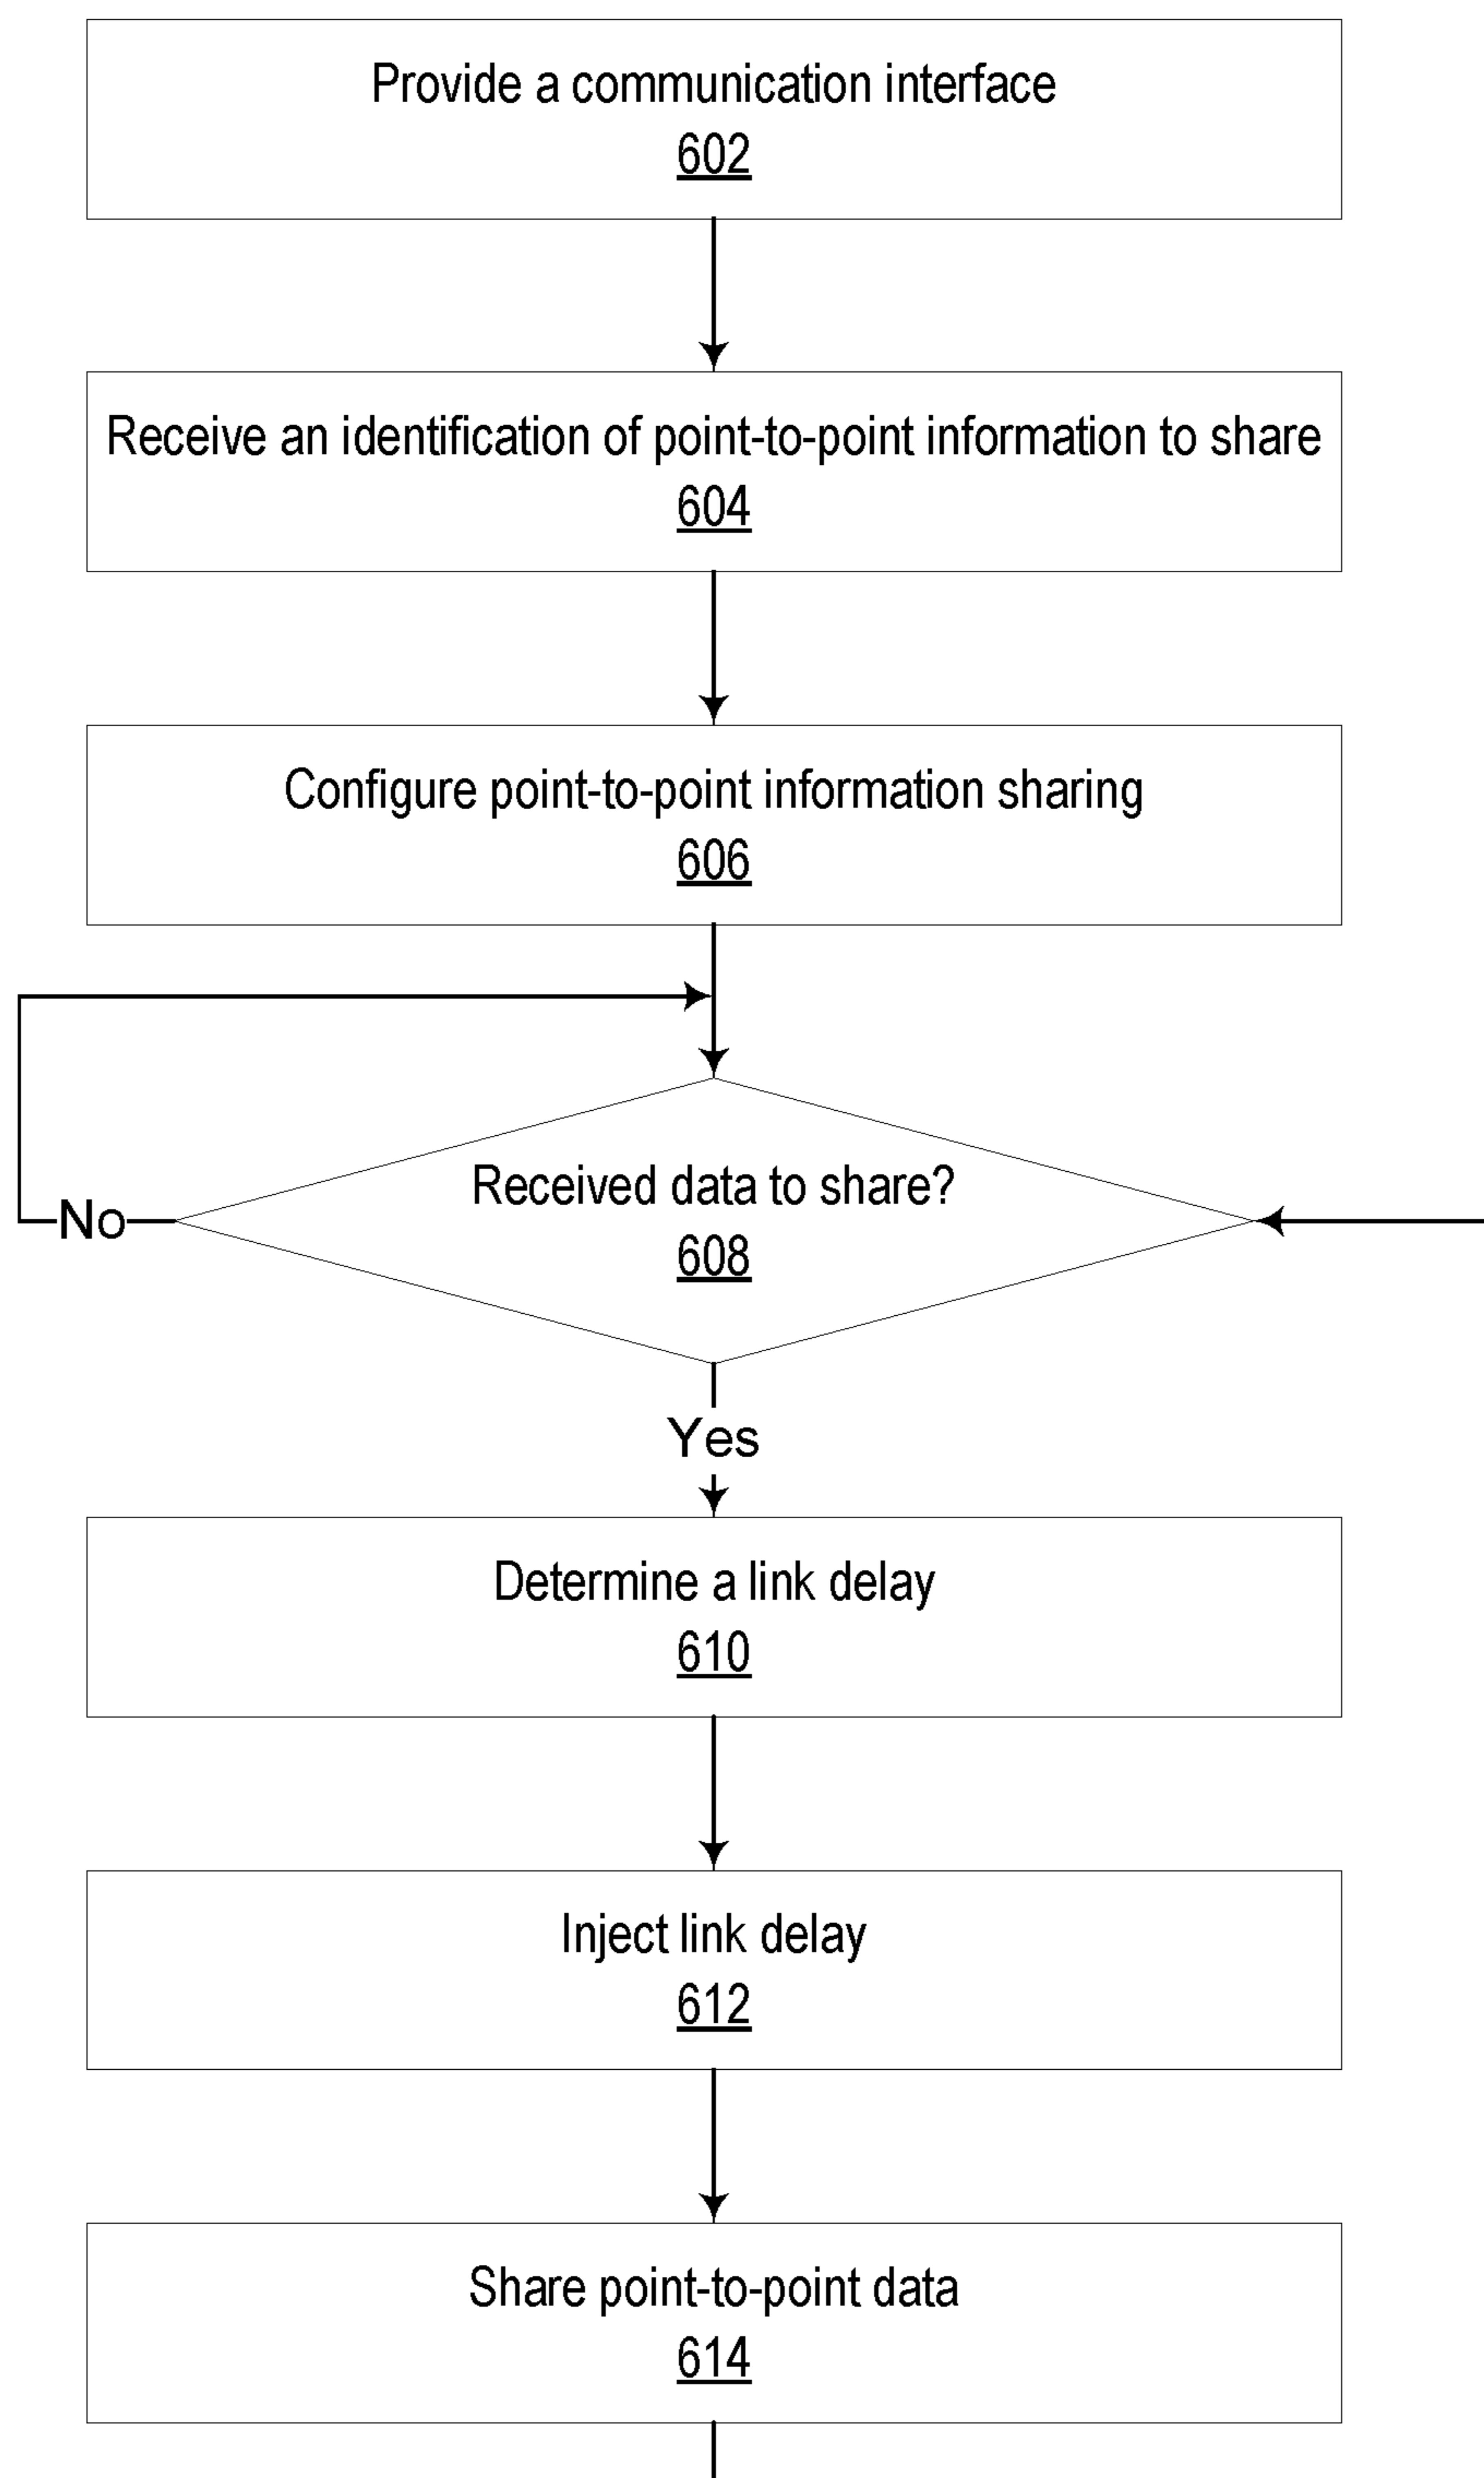 Provide a communication interface
602
Receive an identification of point-to-point information to share
604
Configure point-to-point information sharing
606
Received data to share?
608
No
Yes
Determine a link delay
610
Inject link delay
612
Share point-to-point data
614